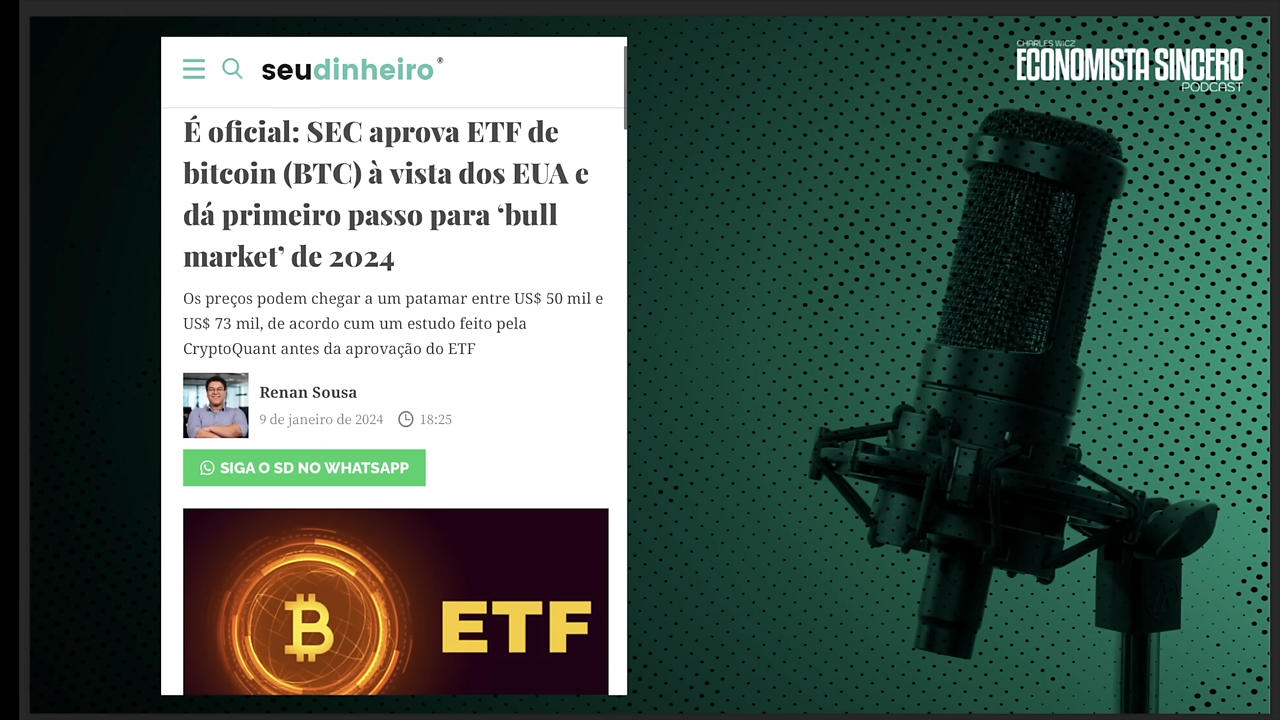 seudinheiro®
CHARLES WICZ
ECONOMISTA SINCERO
PODCAST
É oficial: SEC aprova ETF de
bitcoin (BTC) à vista dos EUA e
dá primeiro passo para ‘bull
market’ de 2024
Os preços podem chegar a um patamar entre US$ 50 mil e
US$ 73 mil, de acordo cum um estudo feito pela
CryptoQuant antes da aprovação do ETF
Renan Sousa
9 de janeiro de 2024 18:25
SIGA O SD NO WHATSAPP
B ETF